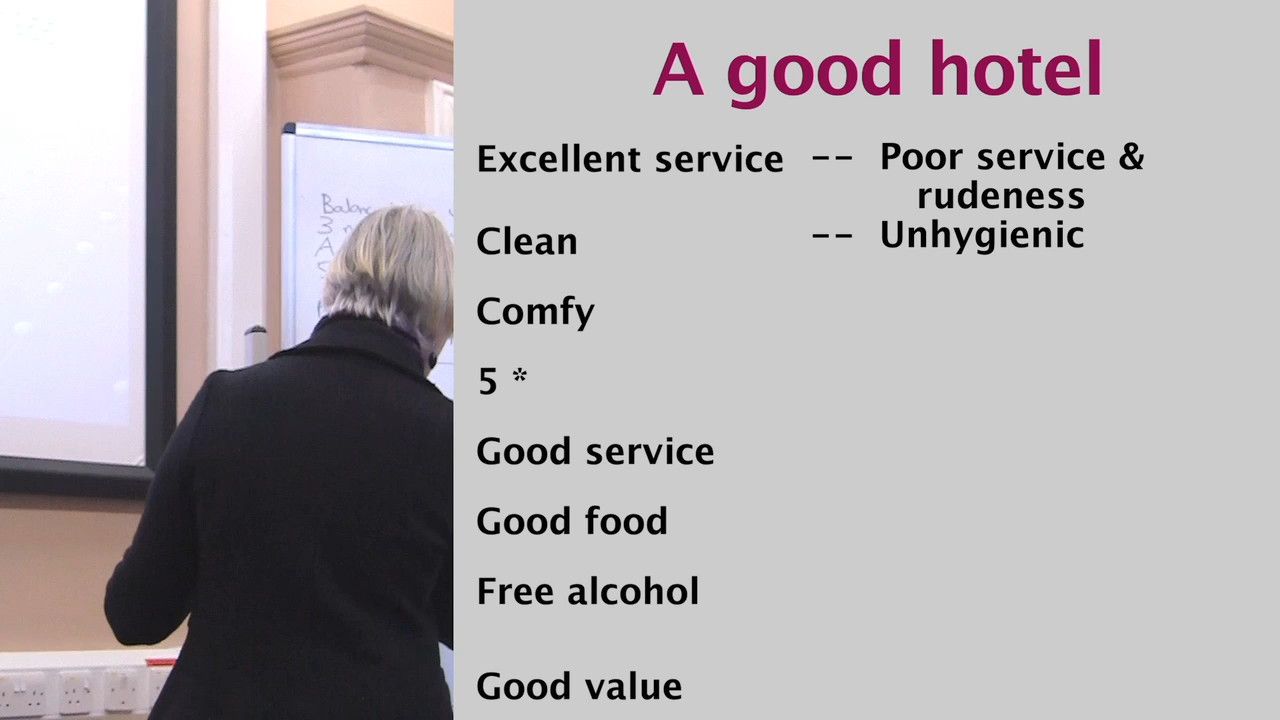 A good hotel
Excellent service -- Poor service &
rudeness
Clean -- Unhygienic
Comfy
5 *
Good service
Good food
Free alcohol
Good value
3
A